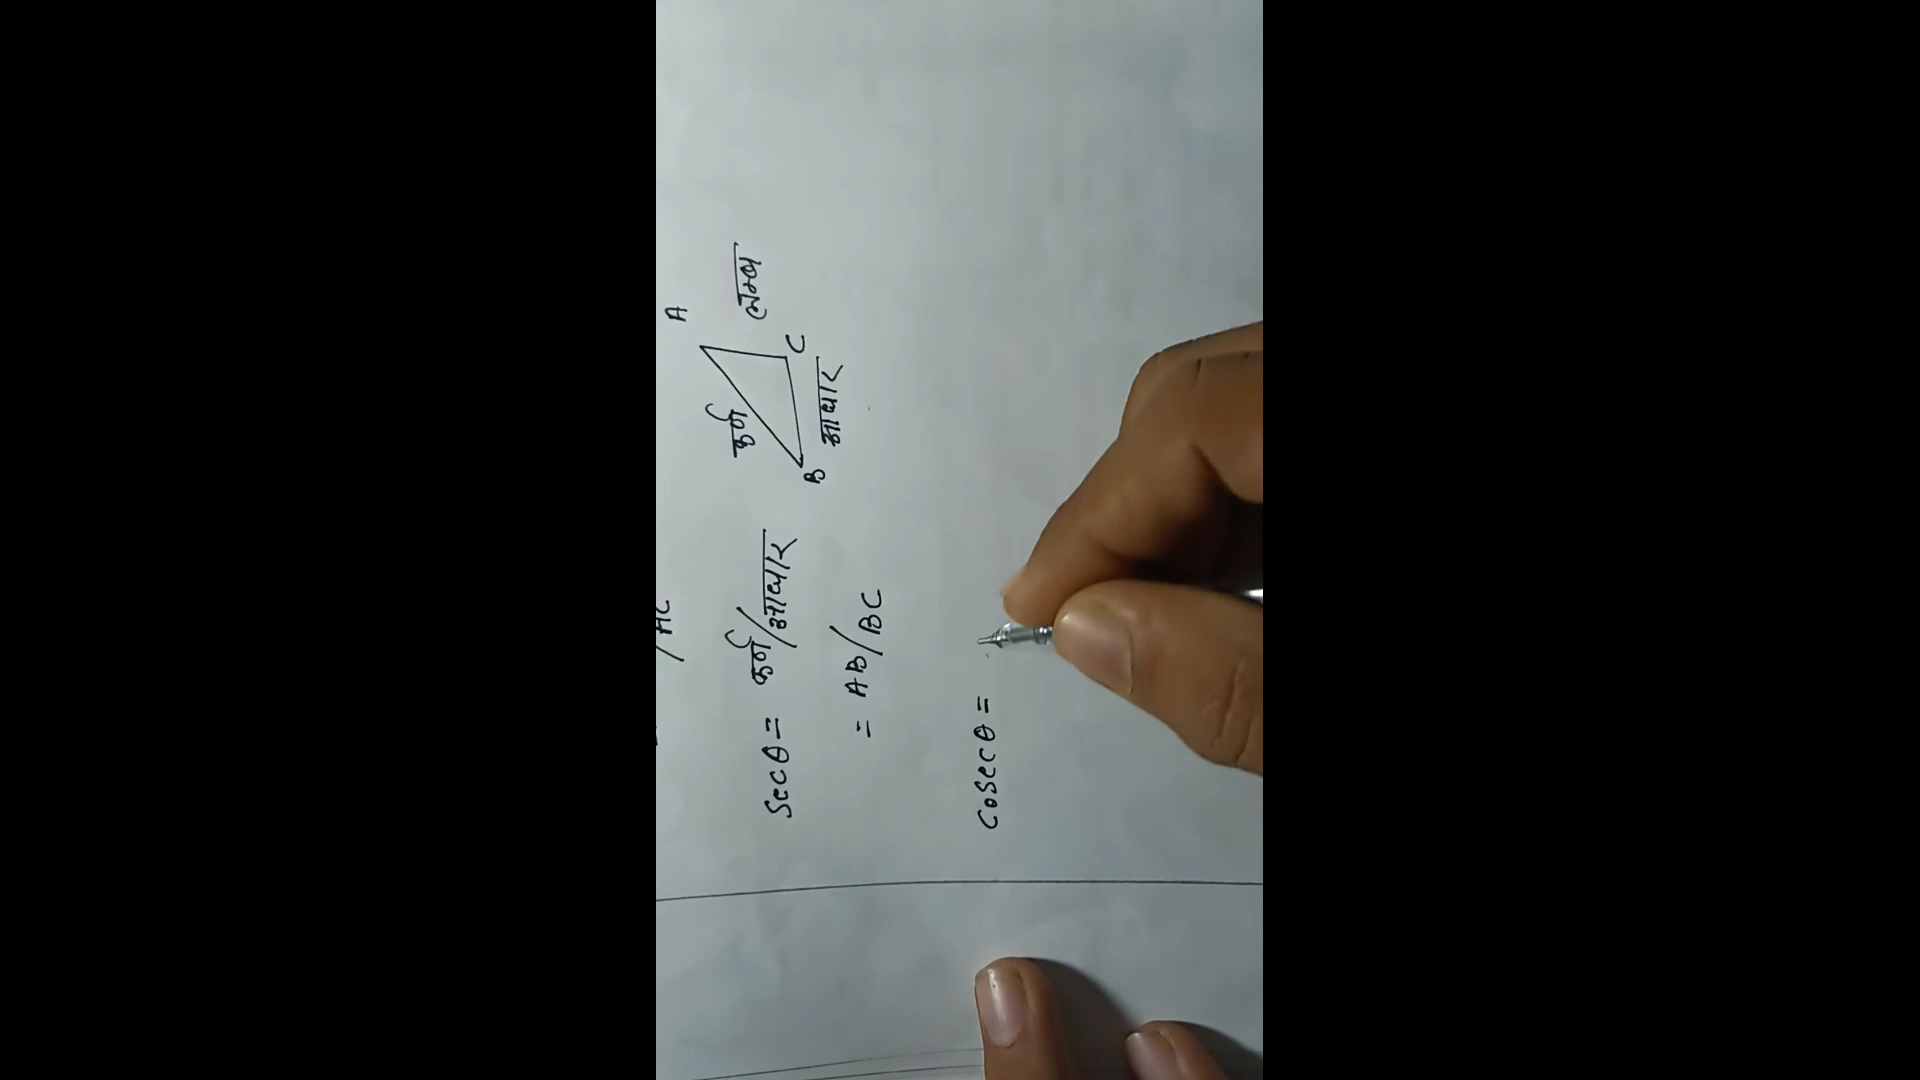 /AC
secθ = कर्ण/आधार
= AB/BC
A
कर्ण
लम्ब
B
C
आधार
cosecθ =